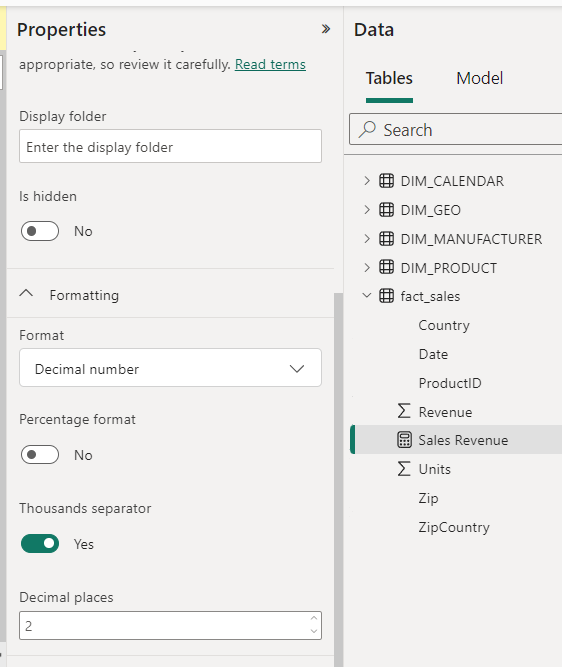 Properties
appropriate, so review it carefully. Read terms
Display folder
Enter the display folder
Is hidden
No
Formatting
Format
Decimal number
Percentage format
No
Thousands separator
Yes
Decimal places
2
Data
Tables Model
Search
DIM_CALENDAR
DIM_GEO
DIM_MANUFACTURER
DIM_PRODUCT
fact_sales
Country
Date
ProductID
Revenue
Sales Revenue
Units
Zip
ZipCountry